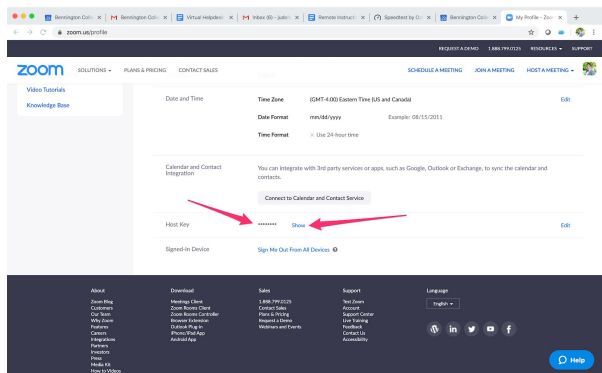 Bennington Colle
Bennington Colle
Virtual Helpdesk
Inbox (6) - juder
Remote Instructi
Speedtest by O
Bennington Colle
My Profile - Zoo
zoom.us/profile
REQUEST A DEMO 1.888.799.0125 RESOURCES SUPPORT
zoom SOLUTIONS PLANS & PRICING CONTACT SALES SCHEDULE A MEETING JOIN A MEETING HOST A MEETING
Video Tutorials
Knowledge Base
Date and Time Time Zone (GMT-4:00) Eastern Time (US and Canada) Edit
Date Format mm/dd/yyyy Example: 08/15/2011
Time Format × Use 24-hour time
Calendar and Contact
Integration
You can integrate with 3rd party services or apps, such as Google, Outlook or Exchange, to sync the calendar and
contacts.
Connect to Calendar and Contact Service
Host Key ******** Show Edit
Signed-In Device Sign Me Out From All Devices
About
Zoom Blog
Customers
Our Team
Why Zoom
Features
Careers
Integrations
Partners
Investors
Press
Media Kit
How to Videos
Download
Meetings Client
Zoom Rooms Client
Zoom Rooms Controller
Browser Extension
Outlook Plug-in
iPhone/iPad App
Android App
Sales
1.888.799.0125
Contact Sales
Plans & Pricing
Request a Demo
Webinars and Events
Support
Test Zoom
Account
Support Center
Live Training
Feedback
Contact Us
Accessibility
Language
English
in
f
Help